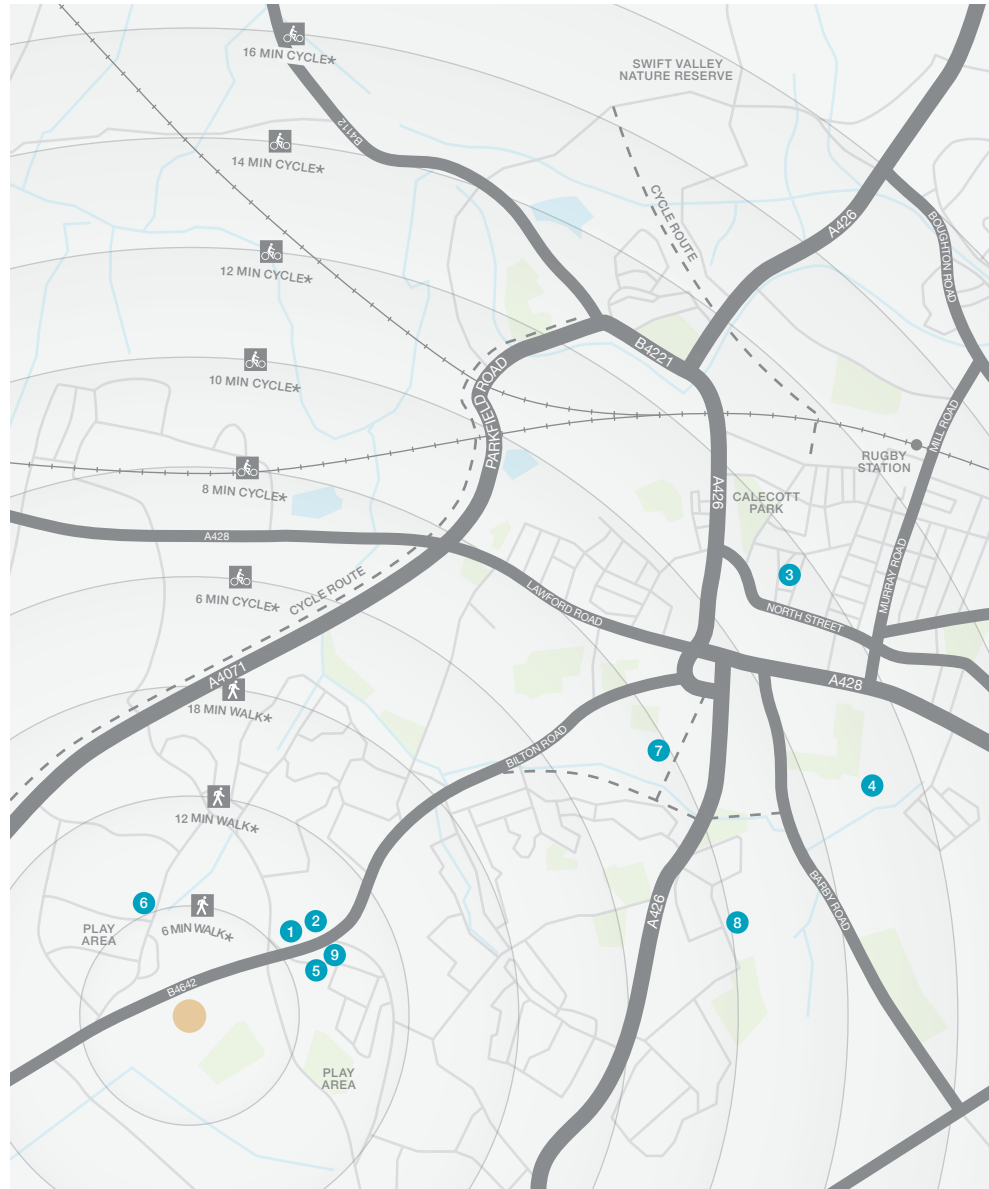 16 MIN CYCLE*
SWIFT VALLEY
NATURE RESERVE
B4112
14 MIN CYCLE*
CYCLE ROUTE
A426
BOUGHTON ROAD
12 MIN CYCLE*
B4221
10 MIN CYCLE*
PARKFIELD ROAD
MILL ROAD
RUGBY
STATION
8 MIN CYCLE*
A426
CALECOTT
PARK
A428
3
6 MIN CYCLE*
CYCLE ROUTE
LAWFORD ROAD
NORTH STREET
MURRAY ROAD
A4071
A428
18 MIN WALK*
BILTON ROAD
7
4
12 MIN WALK*
6
PLAY
AREA
6 MIN WALK*
1
2
9
5
A426
8
BARBY ROAD
B4642
PLAY
AREA